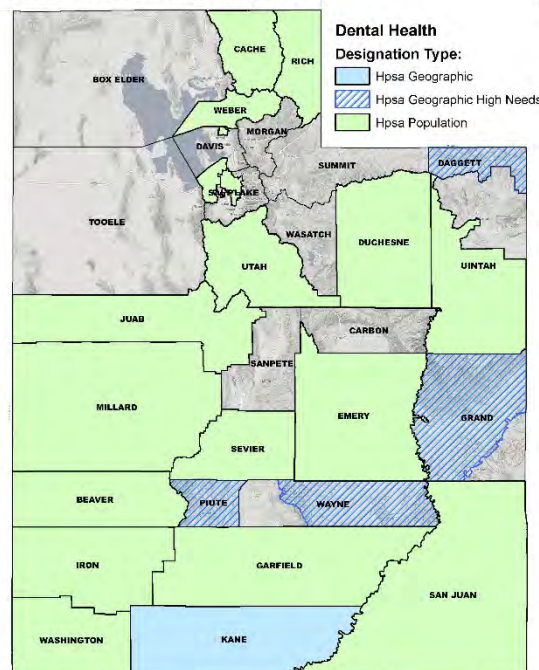 Dental Health
Designation Type:
Hpsa Geographic
Hpsa Geographic High Needs
Hpsa Population
CACHE
RICH
BOX ELDER
WEBER
MORGAN
DAVIS
SUMMIT
DAGGETT
SALT LAKE
TOOELE
WASATCH
DUCHESNE
UINTAH
UTAH
JUAB
CARBON
SANPETE
MILLARD
EMERY
GRAND
SEVIER
BEAVER
PIUTE
WAYNE
IRON
GARFIELD
SAN JUAN
WASHINGTON
KANE